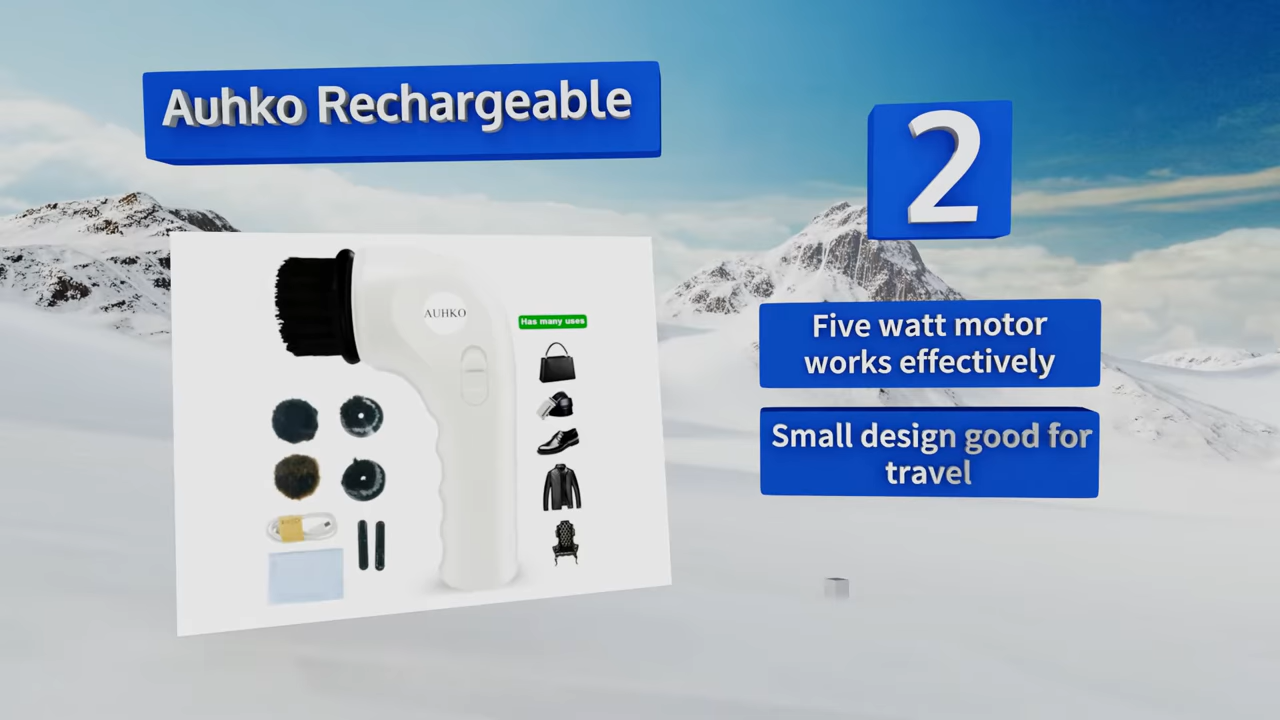 Auhko Rechargeable
2
AUHKO
Has many uses
Five watt motor
works effectively
Small design good for
travel